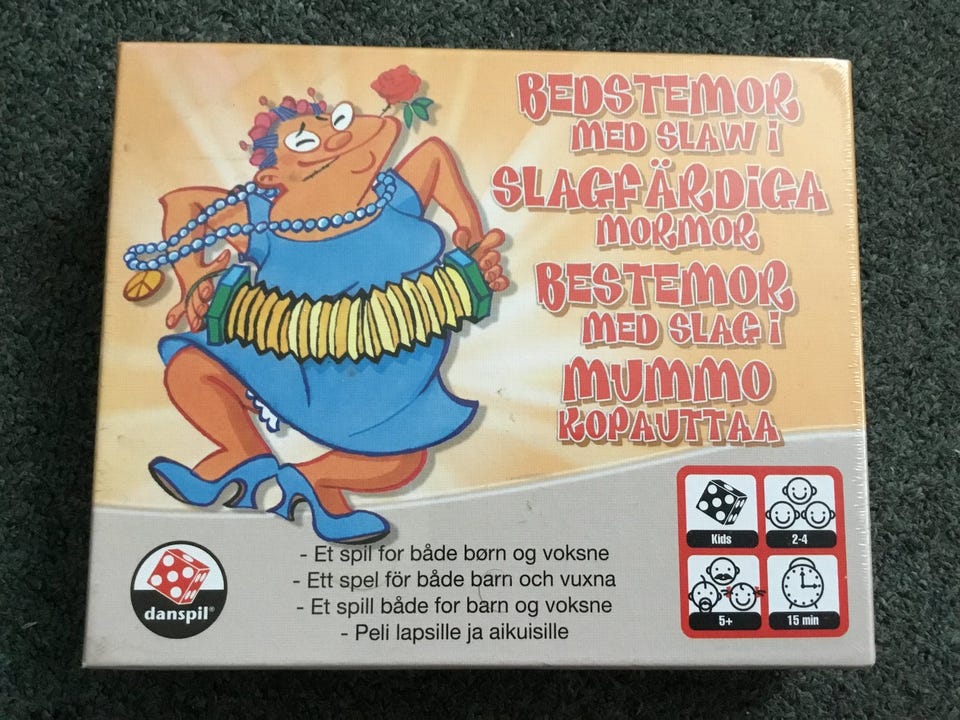 BEDSTEMOR
MED SLAW i
SLAGFÄRDiGA
MORMOR
BESTEMOR
MED SLAG i
MUMMO
KOPAUTTAA
- Et spil for både børn og voksne
- Ett spel för både barn och vuxna
- Et spill både for barn og voksne
- Peli lapsille ja aikuisille
danspil®
Kids
2-4
5+
15 min